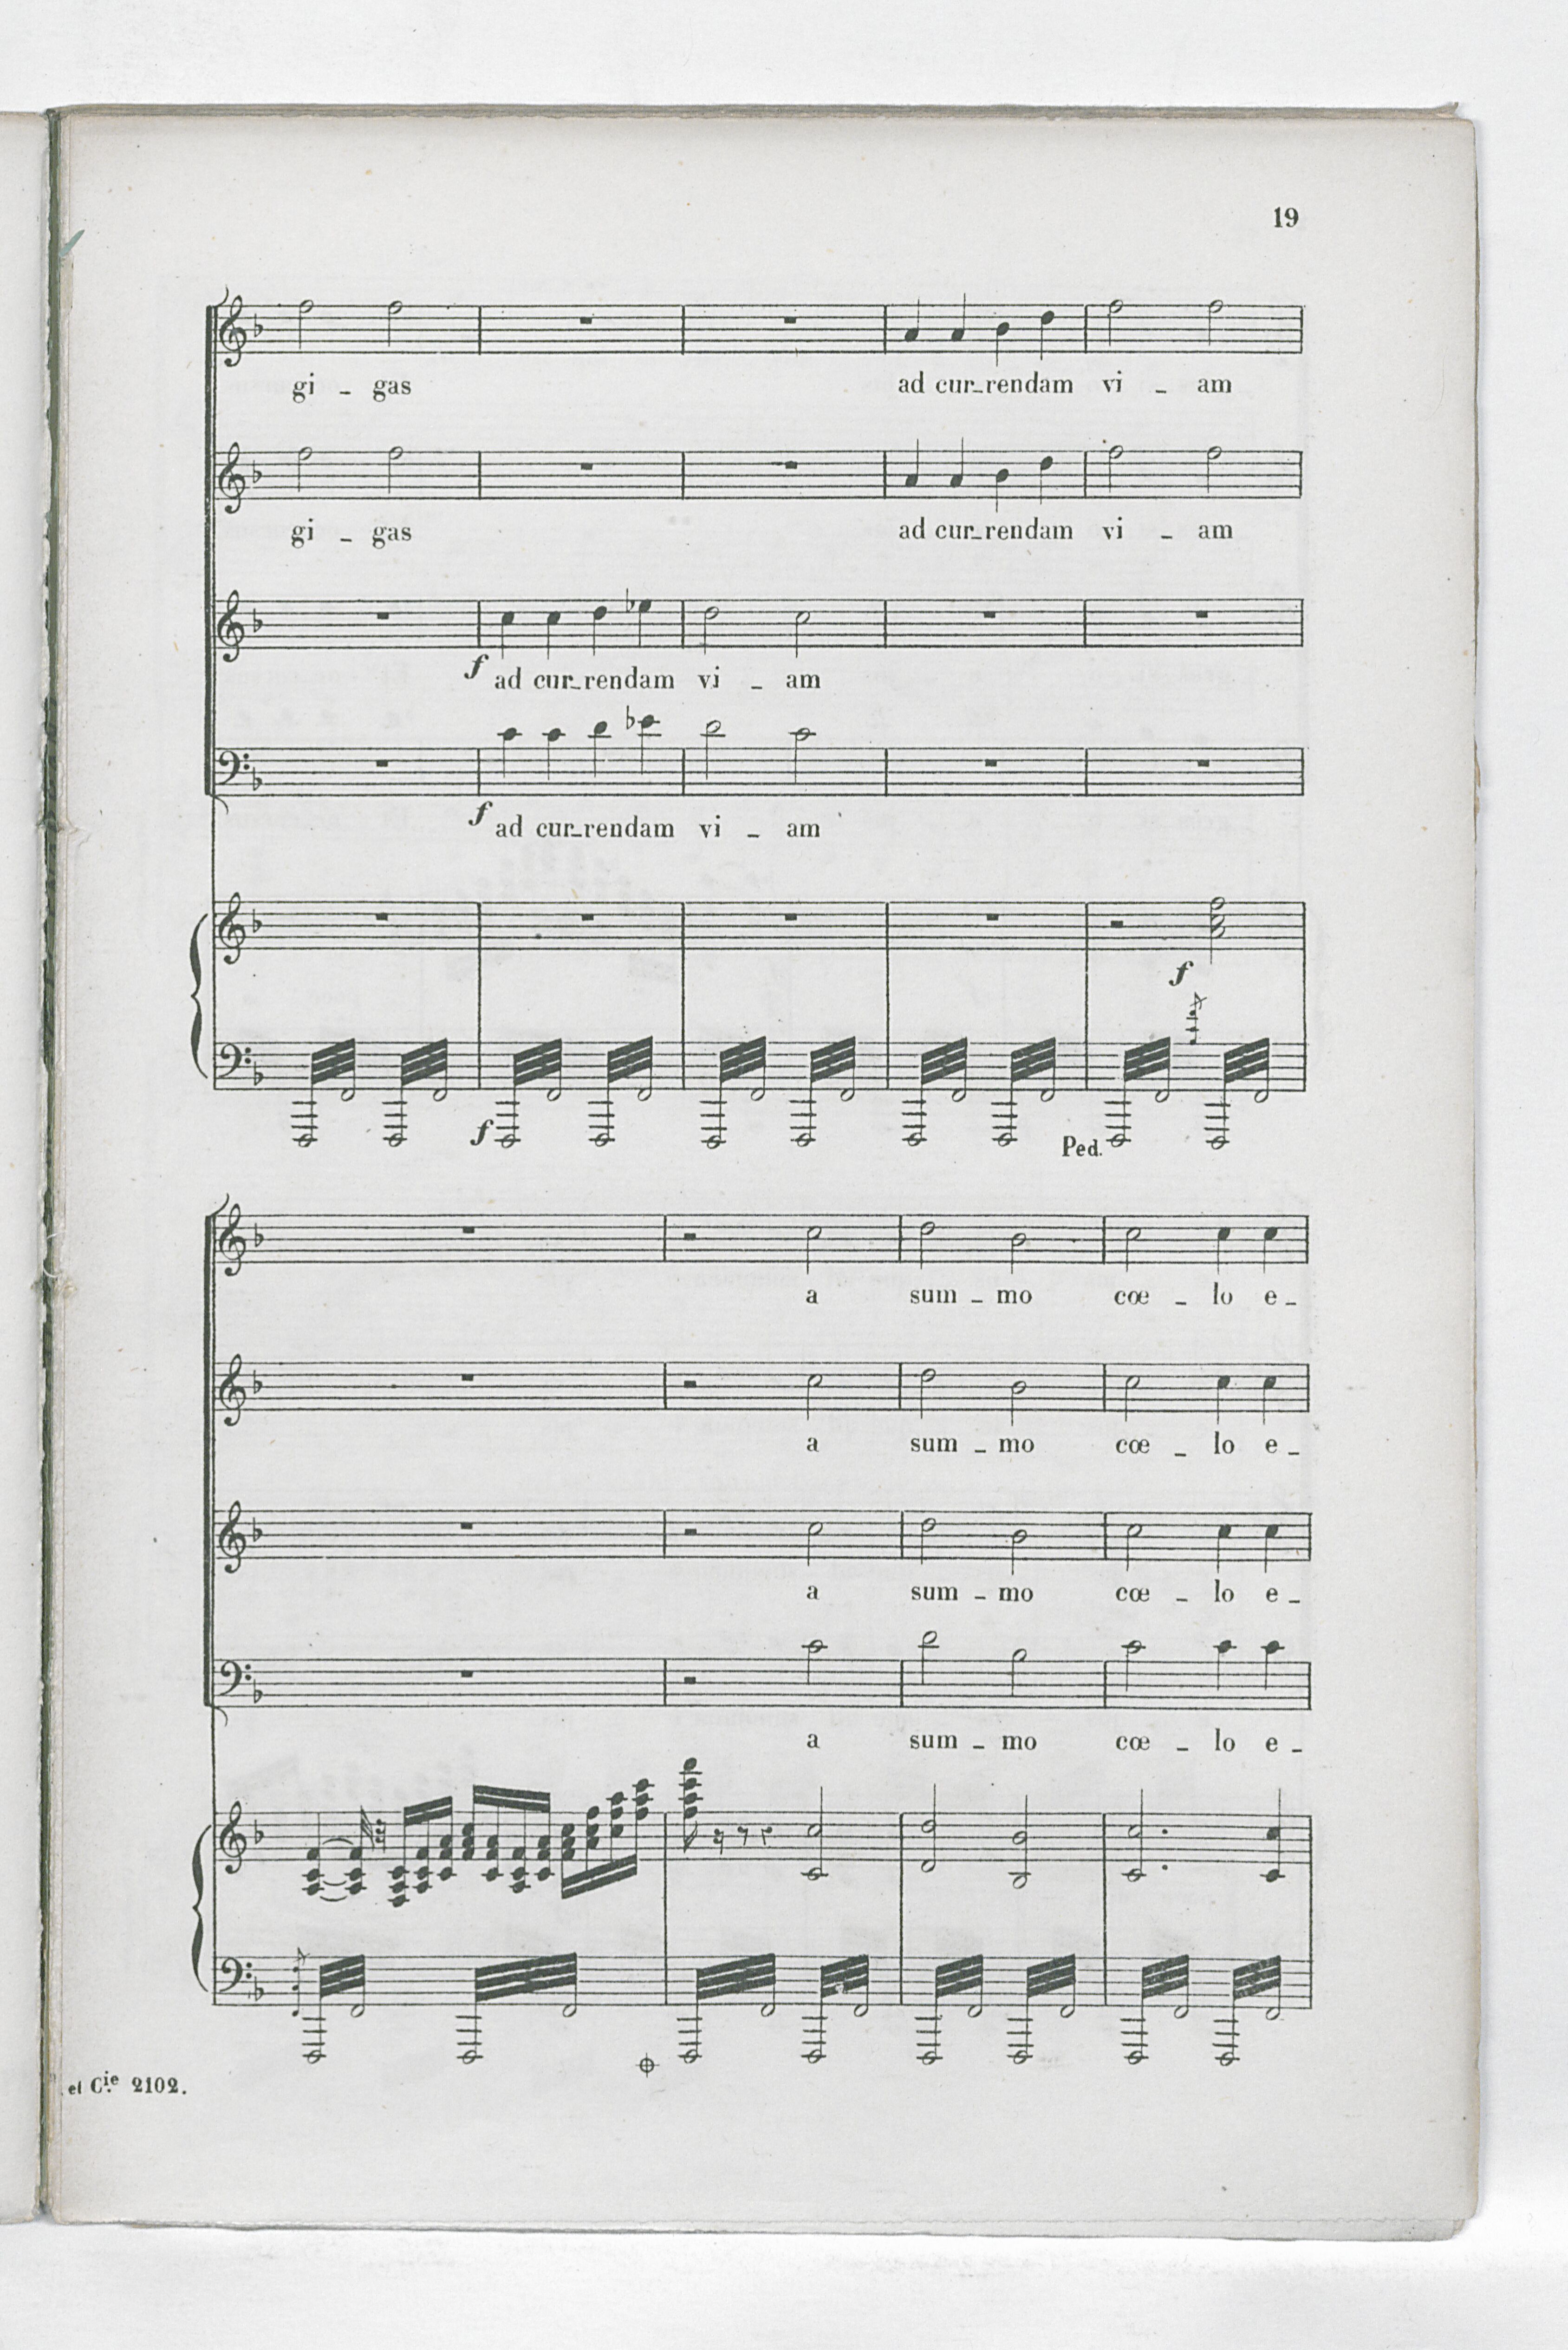 19
gi _ gas ad cur_rendam vi _ am
gi _ gas ad cur_rendam vi _ am
f ad cur_rendam vi _ am
f ad cur_rendam vi _ am
f
f
Ped.
a sum _ mo cœ _ lo e _
a sum _ mo cœ _ lo e _
a sum _ mo cœ _ lo e _
a sum _ mo cœ _ lo e _
et Cie 2102.